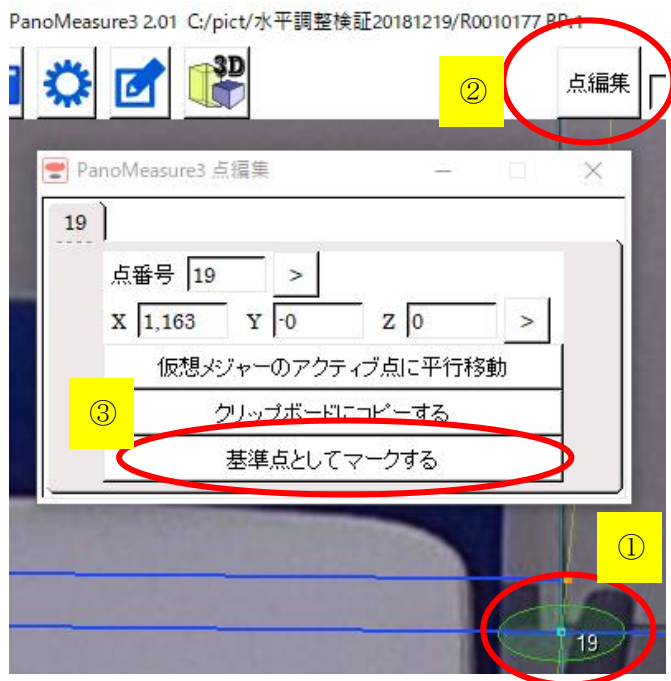 PanoMeasure3 2.01 C:/pict/水平調整検証20181219/R0010177 RP:1
3D
②
点編集
PanoMeasure3 点編集
19
点番号 19 >
X 1,163 Y -0 Z 0 >
仮想メジャーのアクティブ点に平行移動
③
クリップボードにコピーする
基準点としてマークする
①
19